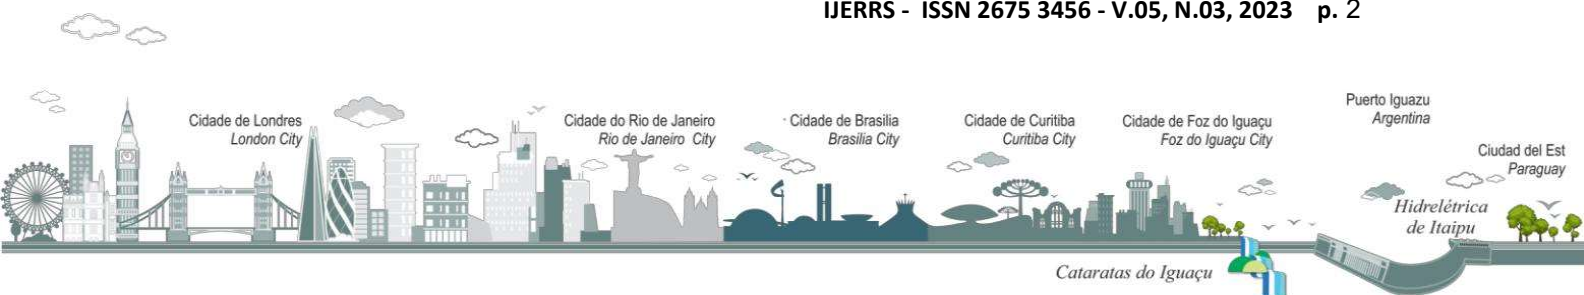 IJERRS - ISSN 2675 3456 - V.05, N.03, 2023 p. 2
Cidade de Londres
London City
Cidade do Rio de Janeiro
Rio de Janeiro City
Cidade de Brasilia
Brasilia City
Cidade de Curitiba
Curitiba City
Cidade de Foz do Iguaçu
Foz do Iguaçu City
Puerto Iguazu
Argentina
Ciudad del Est
Paraguay
Hidrelétrica
de Itaipu
Cataratas do Iguaçu